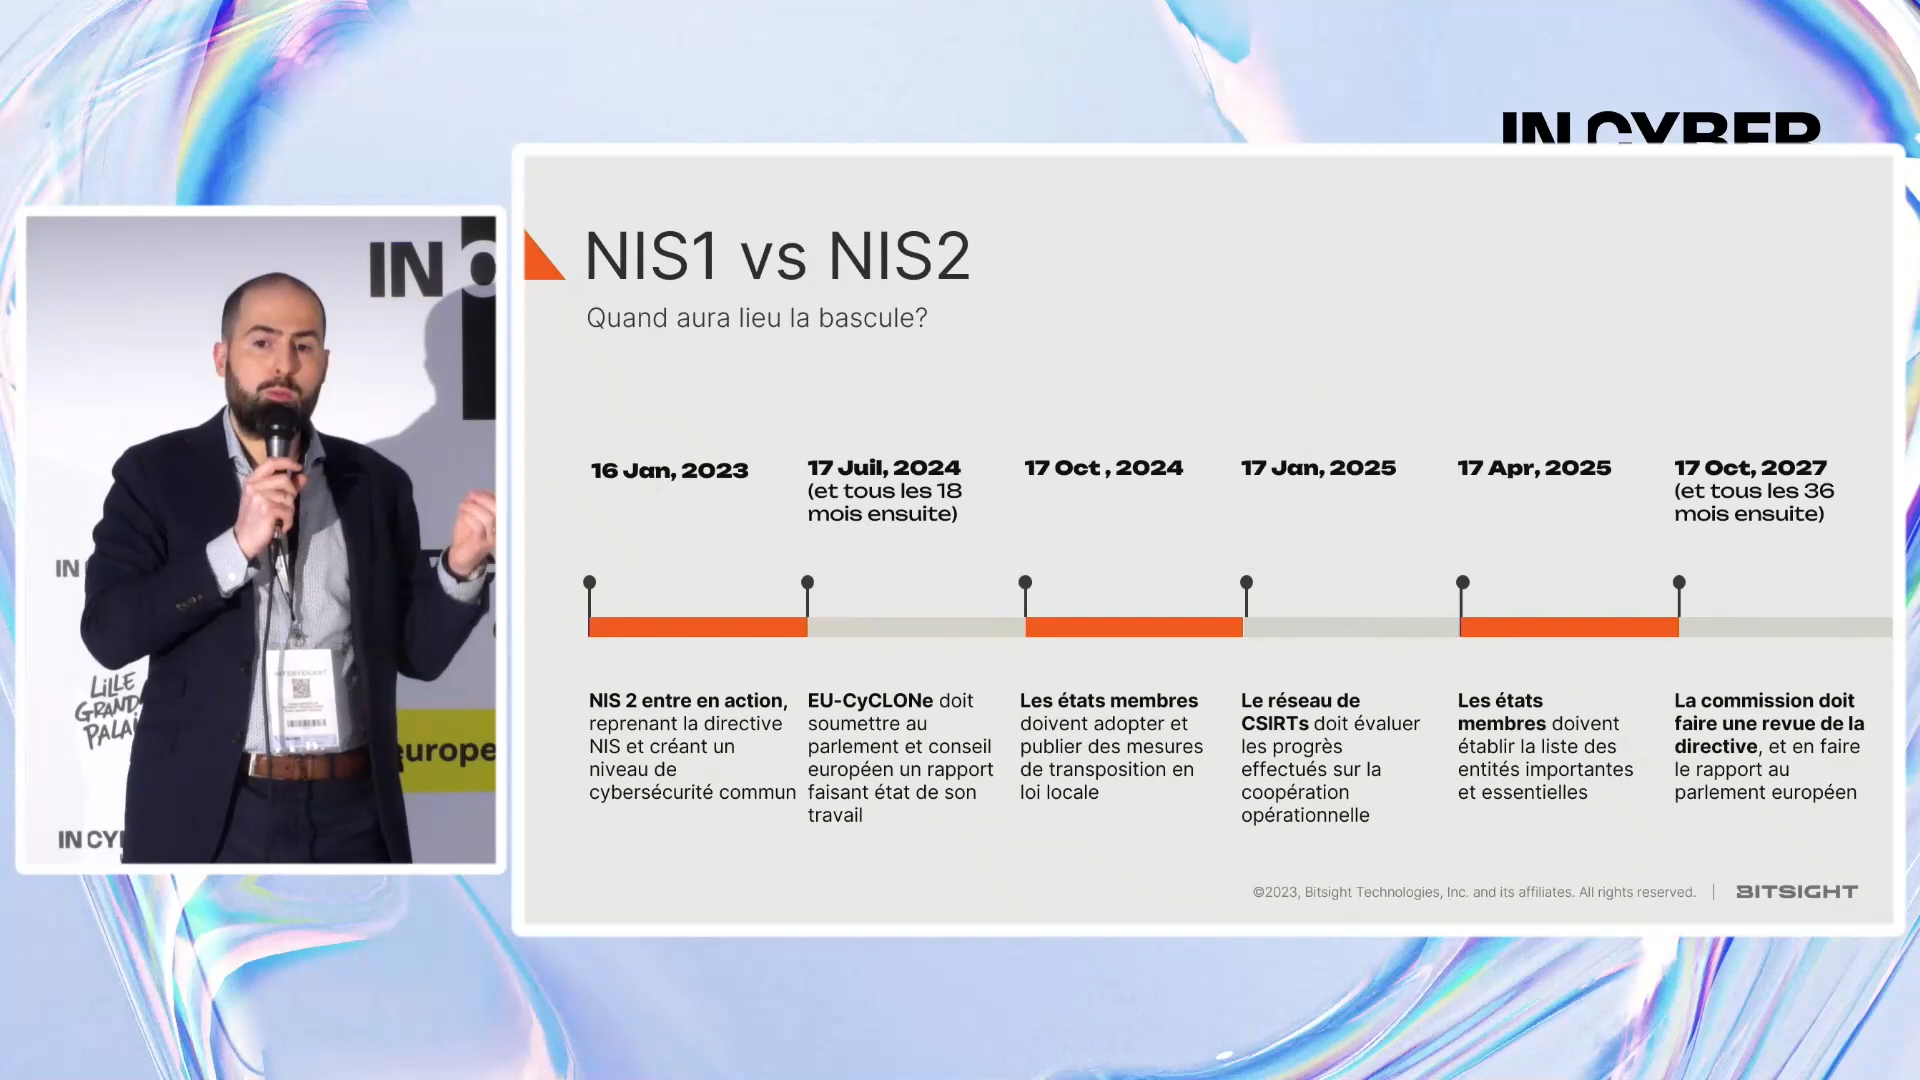 IN CYBER
IN
LILLE
GRAND
PALAI
europe
IN CY
NIS1 vs NIS2
Quand aura lieu la bascule?
16 Jan, 2023
17 Juil, 2024
(et tous les 18
mois ensuite)
17 Oct , 2024
17 Jan, 2025
17 Apr, 2025
17 Oct, 2027
(et tous les 36
mois ensuite)
NIS 2 entre en action,
reprenant la directive
NIS et créant un
niveau de
cybersécurité commun
EU-CyCLONe doit
soumettre au
parlement et conseil
européen un rapport
faisant état de son
travail
Les états membres
doivent adopter et
publier des mesures
de transposition en
loi locale
Le réseau de
CSIRTs doit évaluer
les progrès
effectués sur la
coopération
opérationnelle
Les états
membres doivent
établir la liste des
entités importantes
et essentielles
La commission doit
faire une revue de la
directive, et en faire
le rapport au
parlement européen
©2023, Bitsight Technologies, Inc. and its affiliates. All rights reserved.
BITSIGHT